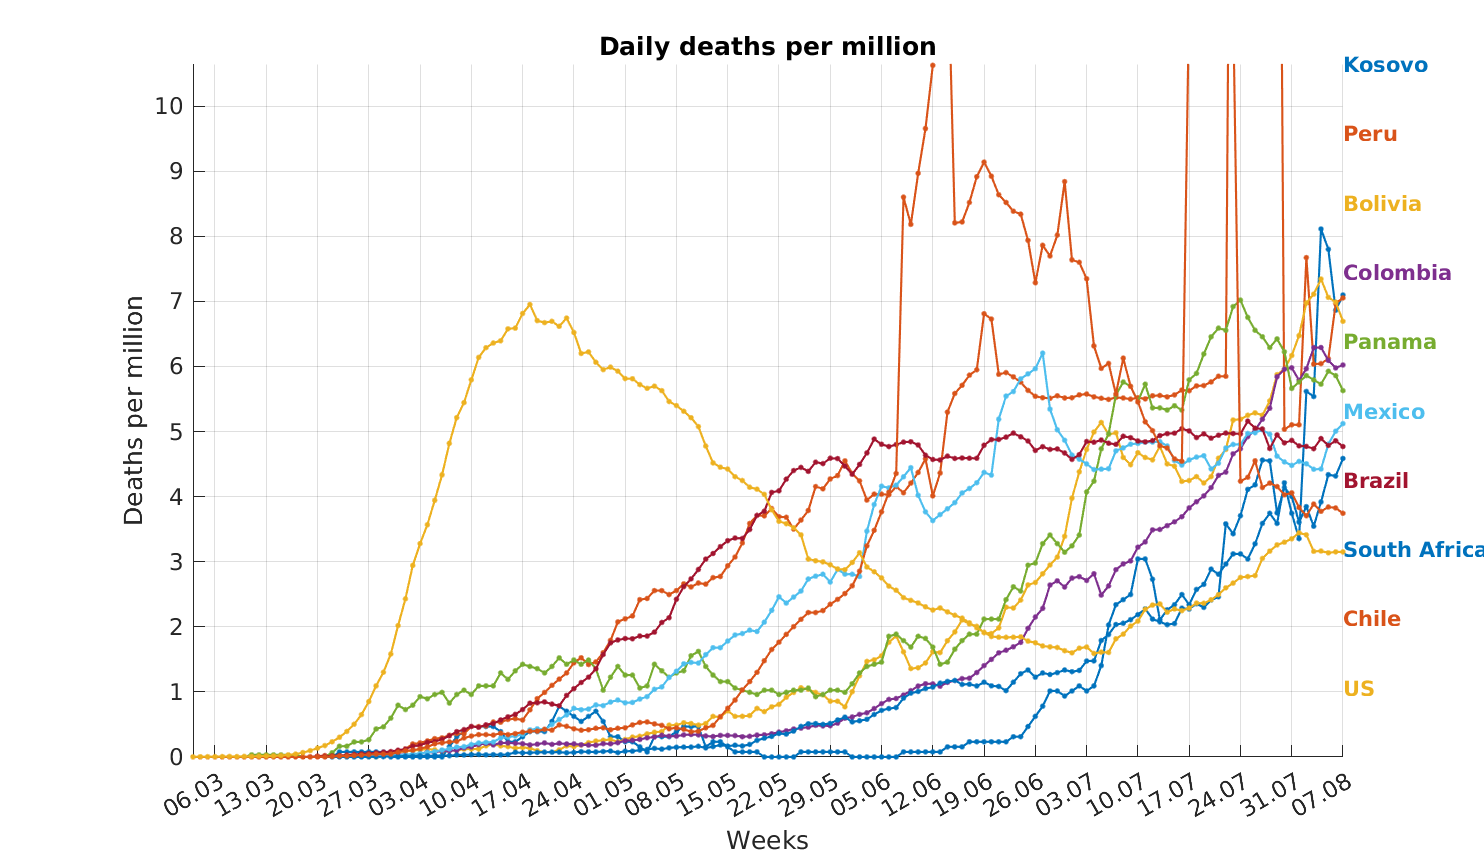 Daily deaths per million
Kosovo
Peru
Bolivia
Colombia
Panama
Mexico
Brazil
South Africa
Chile
US
10
9
8
7
6
5
4
3
2
1
0
Deaths per million
06.03
13.03
20.03
27.03
03.04
10.04
17.04
24.04
01.05
08.05
15.05
22.05
29.05
05.06
12.06
19.06
26.06
03.07
10.07
17.07
24.07
31.07
07.08
Weeks